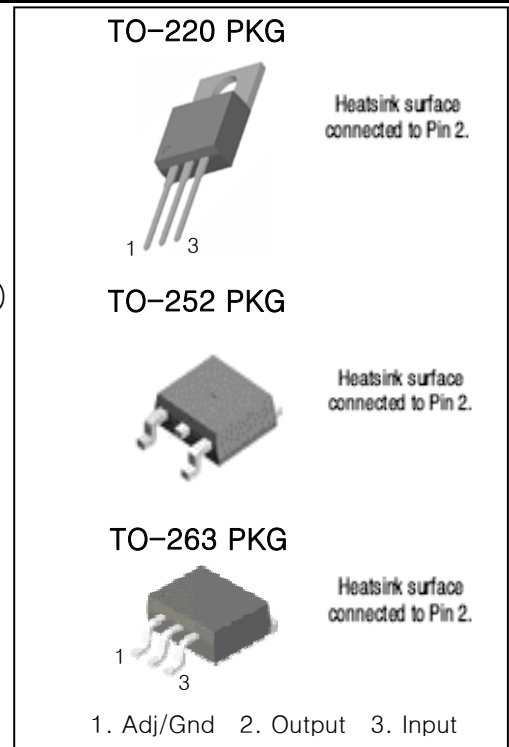 TO-220 PKG
Heatsink surface
connected to Pin 2.
1
3
TO-252 PKG
Heatsink surface
connected to Pin 2.
TO-263 PKG
Heatsink surface
connected to Pin 2.
1
3
1. Adj/Gnd 2. Output 3. Input